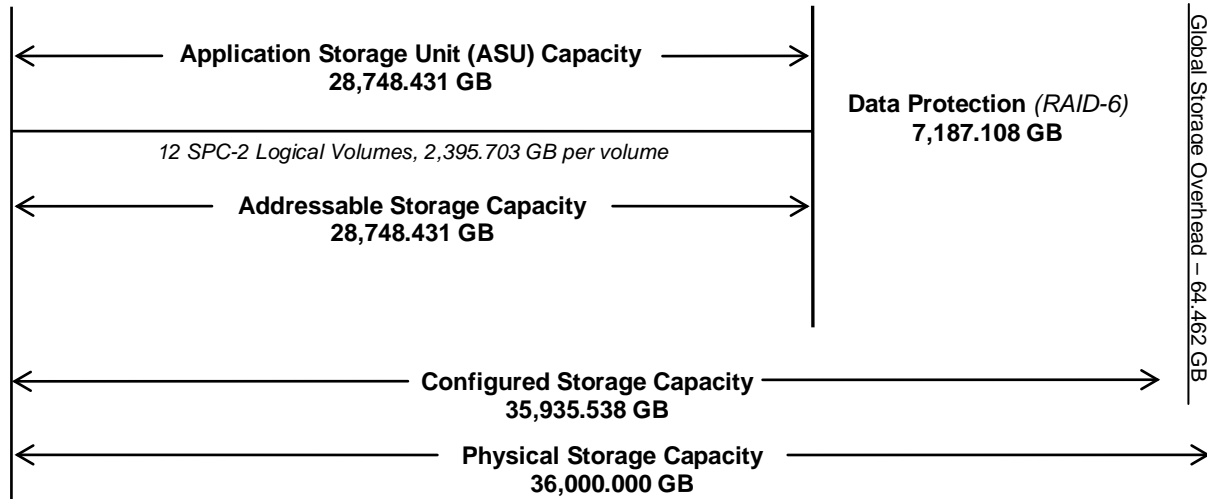 Application Storage Unit (ASU) Capacity
28,748.431 GB
Data Protection (RAID-6)
7,187.108 GB
12 SPC-2 Logical Volumes, 2,395.703 GB per volume
Addressable Storage Capacity
28,748.431 GB
Global Storage Overhead – 64.462 GB
Configured Storage Capacity
35,935.538 GB
Physical Storage Capacity
36,000.000 GB